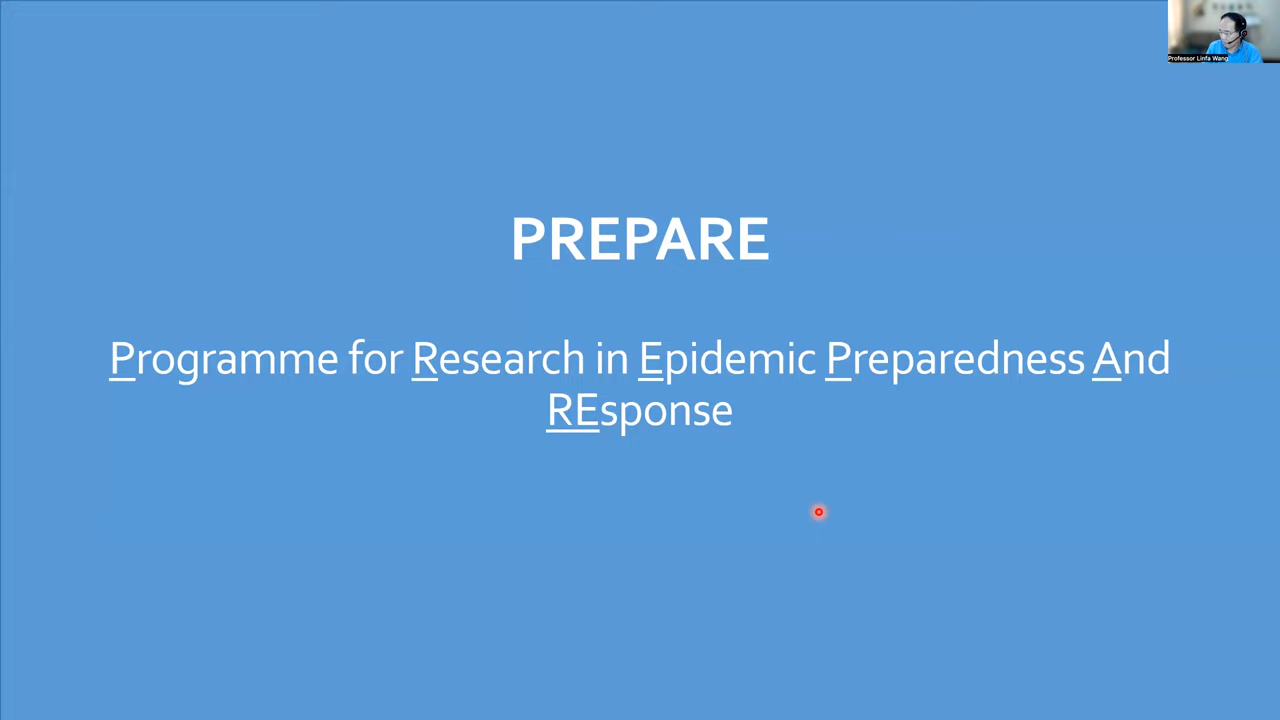 Professor Linfa Wang
PREPARE
Programme for Research in Epidemic Preparedness And
REsponse